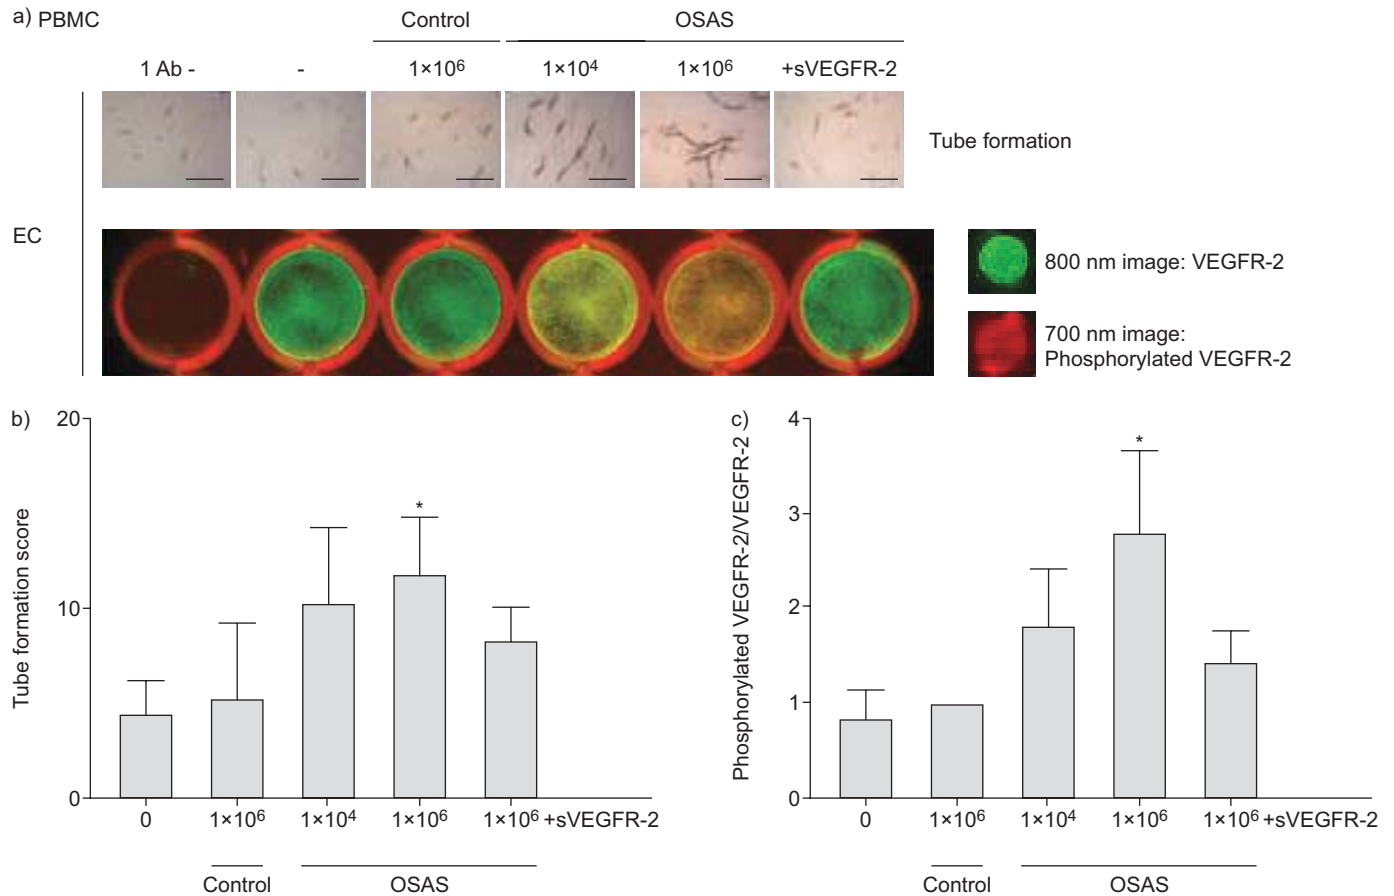 a) PBMC
Control
OSAS
1 Ab - - 1×10⁶ 1×10⁴ 1×10⁶ +sVEGFR-2
Tube formation
EC
800 nm image: VEGFR-2
700 nm image:
Phosphorylated VEGFR-2
b)
20
10
0
Tube formation score
*
0 1×10⁶ 1×10⁴ 1×10⁶ 1×10⁶ +sVEGFR-2
Control OSAS
c)
4
3
2
1
0
Phosphorylated VEGFR-2/VEGFR-2
*
0 1×10⁶ 1×10⁴ 1×10⁶ 1×10⁶ +sVEGFR-2
Control OSAS